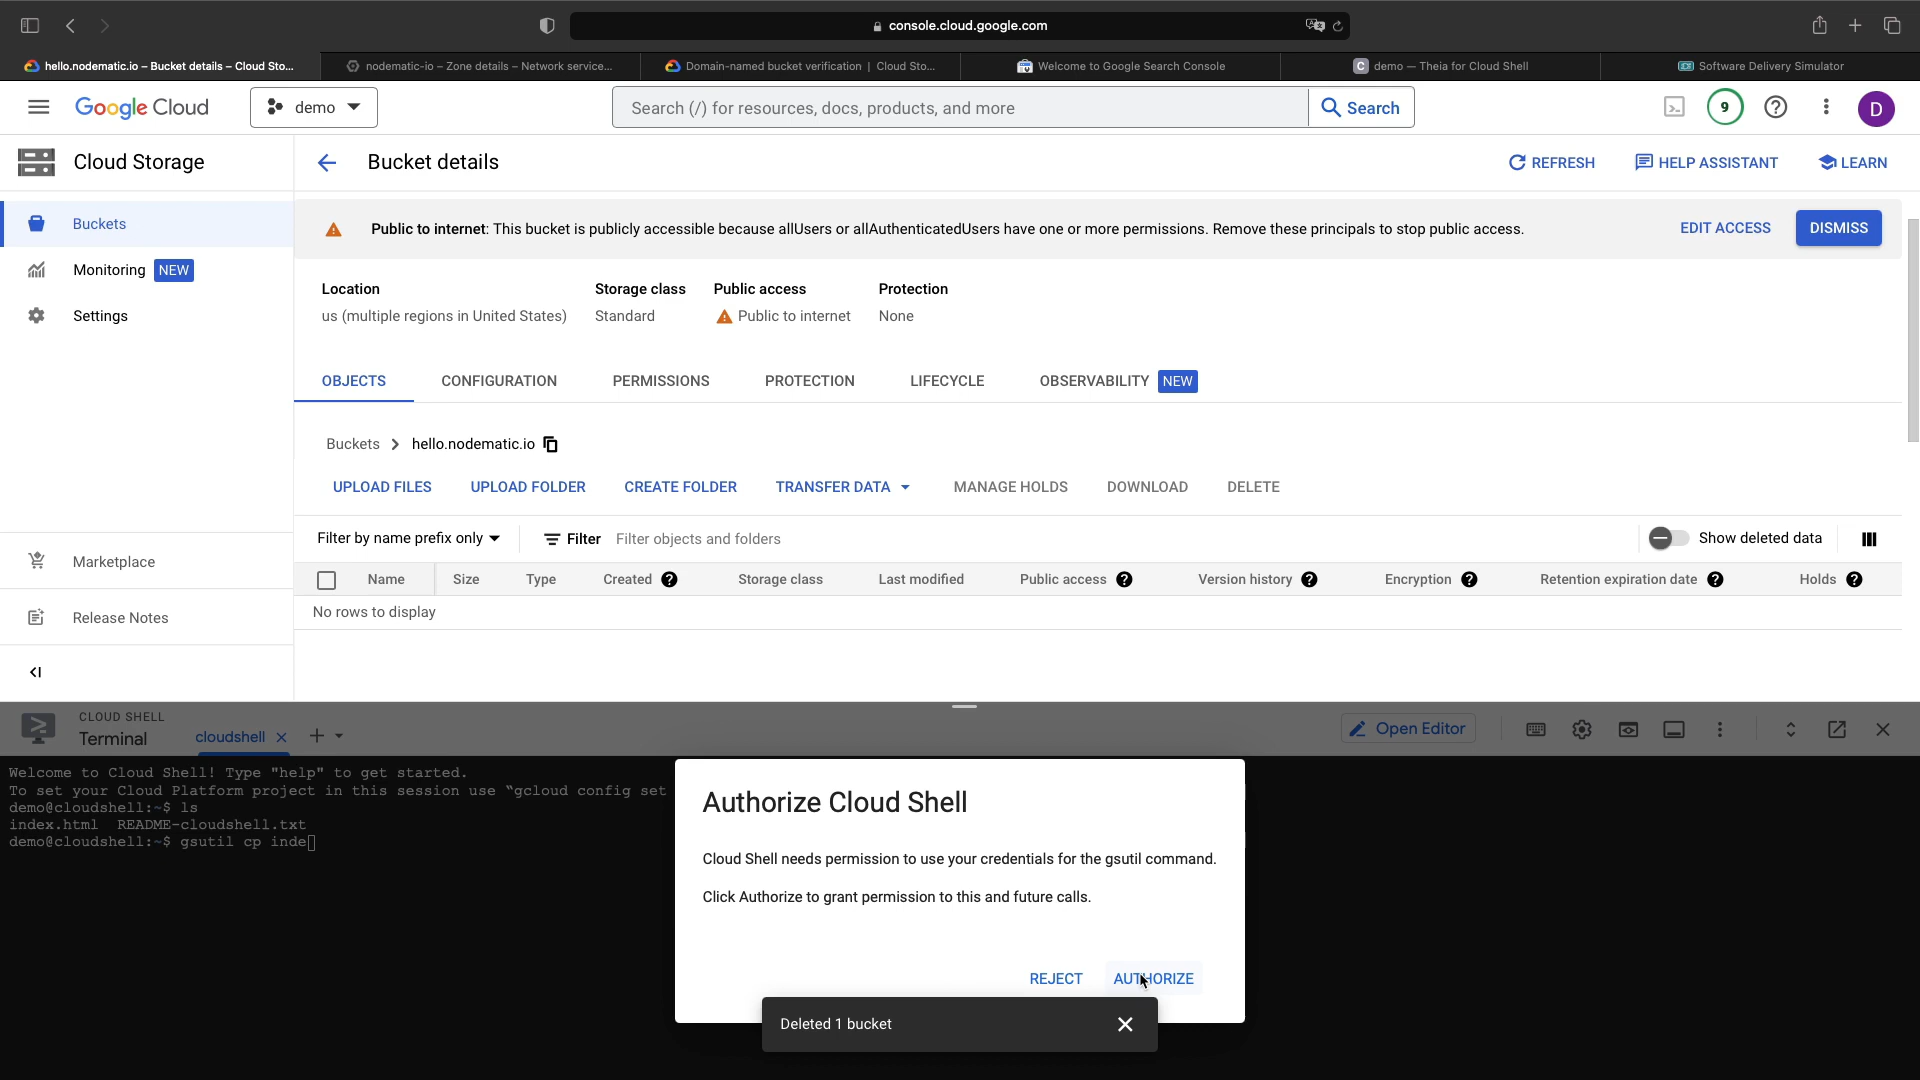 console.cloud.google.com
hello.nodematic.io – Bucket details – Cloud Sto...
nodematic-io – Zone details – Network service...
Domain-named bucket verification | Cloud Sto...
Welcome to Google Search Console
C demo — Theia for Cloud Shell
Software Delivery Simulator
Google Cloud
demo
Search (/) for resources, docs, products, and more
Search
9
D
Cloud Storage
Bucket details
REFRESH
HELP ASSISTANT
LEARN
Buckets
Monitoring NEW
Settings
Marketplace
Release Notes
Public to internet: This bucket is publicly accessible because allUsers or allAuthenticatedUsers have one or more permissions. Remove these principals to stop public access.
EDIT ACCESS
DISMISS
Location Storage class Public access Protection
us (multiple regions in United States) Standard Public to internet None
OBJECTS CONFIGURATION PERMISSIONS PROTECTION LIFECYCLE OBSERVABILITY NEW
Buckets > hello.nodematic.io
UPLOAD FILES UPLOAD FOLDER CREATE FOLDER TRANSFER DATA MANAGE HOLDS DOWNLOAD DELETE
Filter by name prefix only Filter Filter objects and folders Show deleted data
Name Size Type Created Storage class Last modified Public access Version history Encryption Retention expiration date Holds
No rows to display
CLOUD SHELL
Terminal
cloudshell
Open Editor
Welcome to Cloud Shell! Type "help" to get started.
To set your Cloud Platform project in this session use “gcloud config set
demo@cloudshell:~$ ls
index.html README-cloudshell.txt
demo@cloudshell:~$ gsutil cp inde
Authorize Cloud Shell
Cloud Shell needs permission to use your credentials for the gsutil command.
Click Authorize to grant permission to this and future calls.
REJECT
AUTHORIZE
Deleted 1 bucket